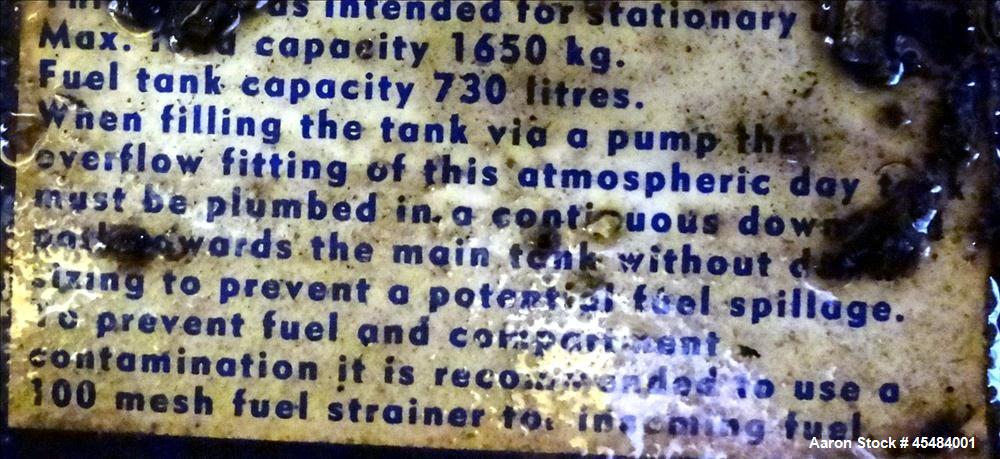 intended for stationary
Max. capacity 1650 kg.
Fuel tank capacity 730 litres.
When filling the tank via a pump the
overflow fitting of this atmospheric day
must be plumbed in a continuous
the main tank without
sizing to prevent a potential fuel spillage.
To prevent fuel and compartment
contamination it is recommended to use a
100 mesh fuel strainer for incoming fuel
Aaron Stock # 45484001